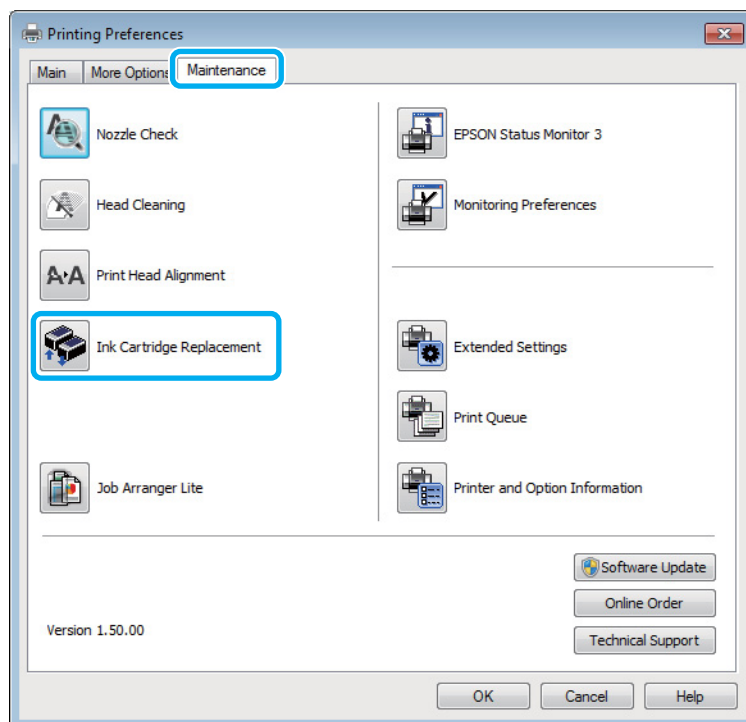 Printing Preferences
Main
More Options
Maintenance
Nozzle Check
EPSON Status Monitor 3
Head Cleaning
Monitoring Preferences
Print Head Alignment
Ink Cartridge Replacement
Extended Settings
Print Queue
Job Arranger Lite
Printer and Option Information
Software Update
Online Order
Version 1.50.00
Technical Support
OK
Cancel
Help